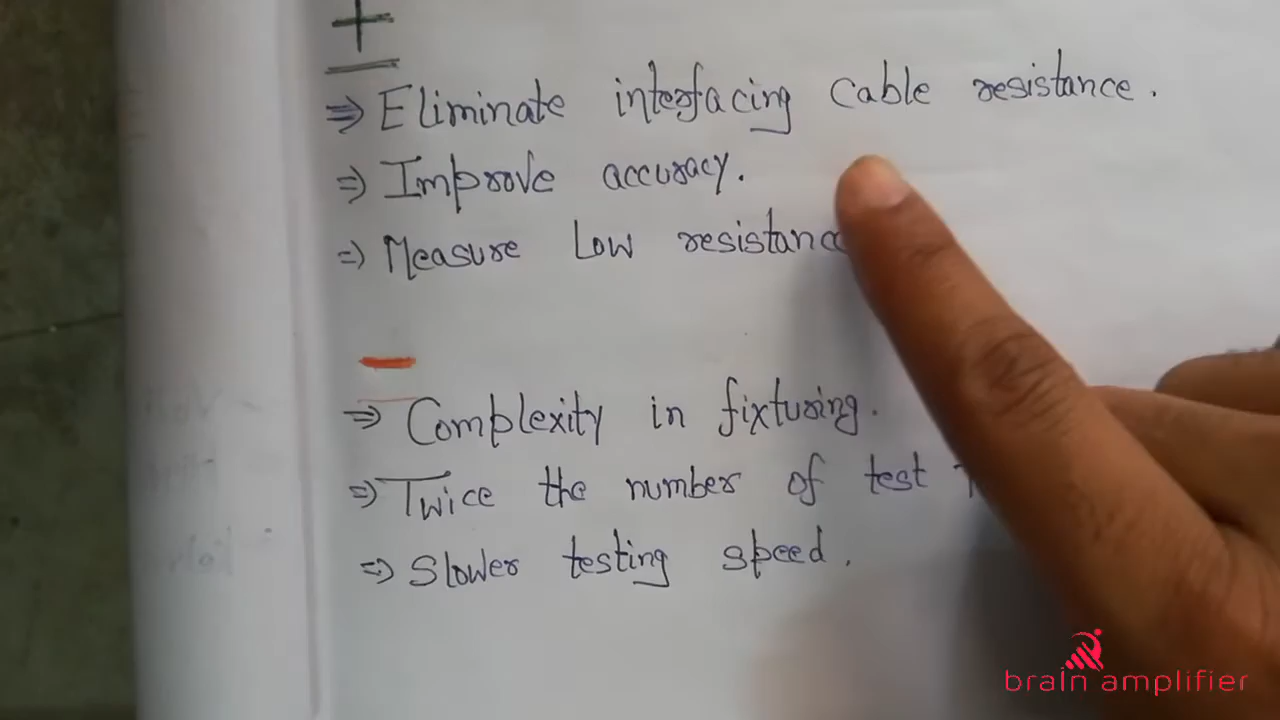 +
⇒ Eliminate interfacing cable resistance.
⇒ Improve accuracy.
⇒ Measure Low resistance
−
⇒ Complexity in fixturing.
⇒ Twice the number of test
⇒ Slower testing speed.
brain amplifier